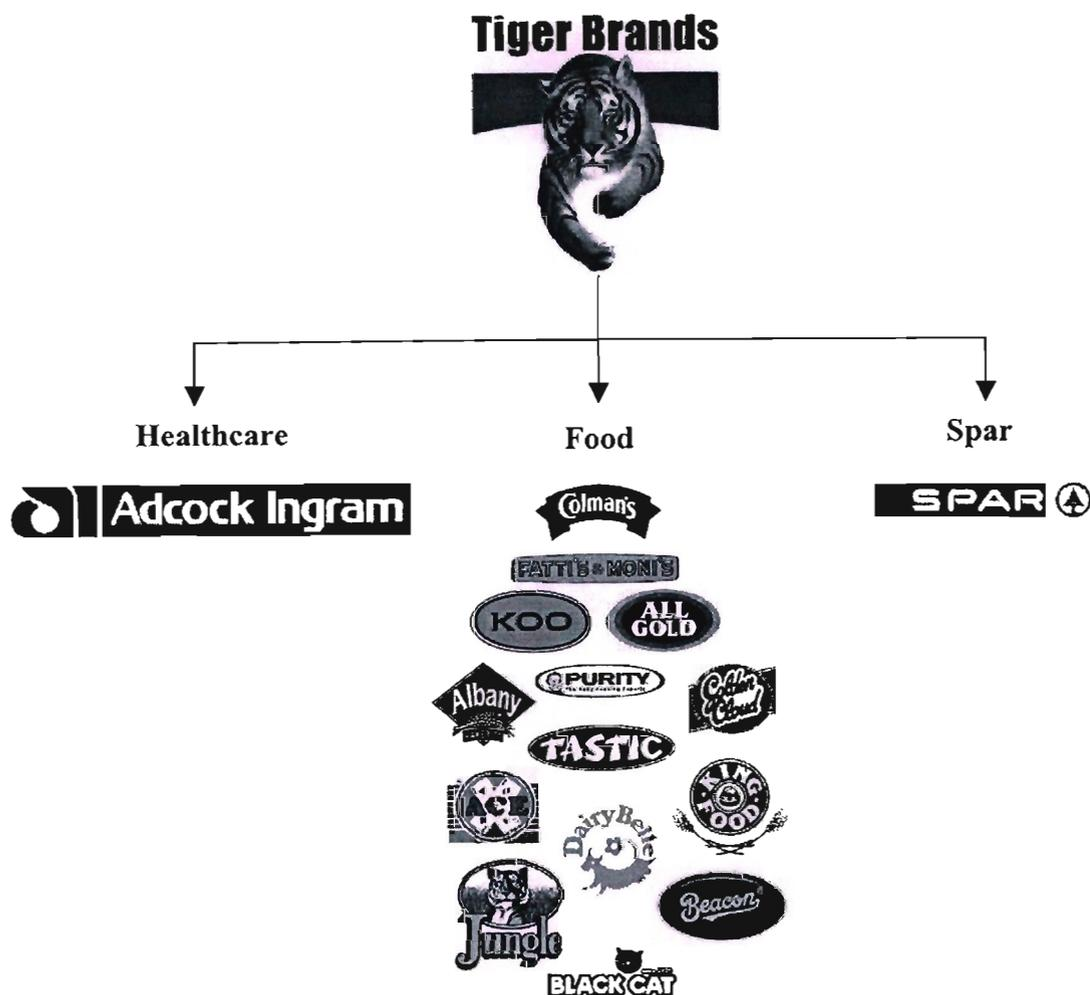 Tiger Brands
Healthcare
Food
Spar
Adcock Ingram
Colman's
SPAR
FATTI'S & MONI'S
KOO
ALL
GOLD
Albany
PURITY
Golden
Cloud
TASTIC
ACE
KING
FOOD
DairyBelle
Jungle
Beacon
BLACK CAT